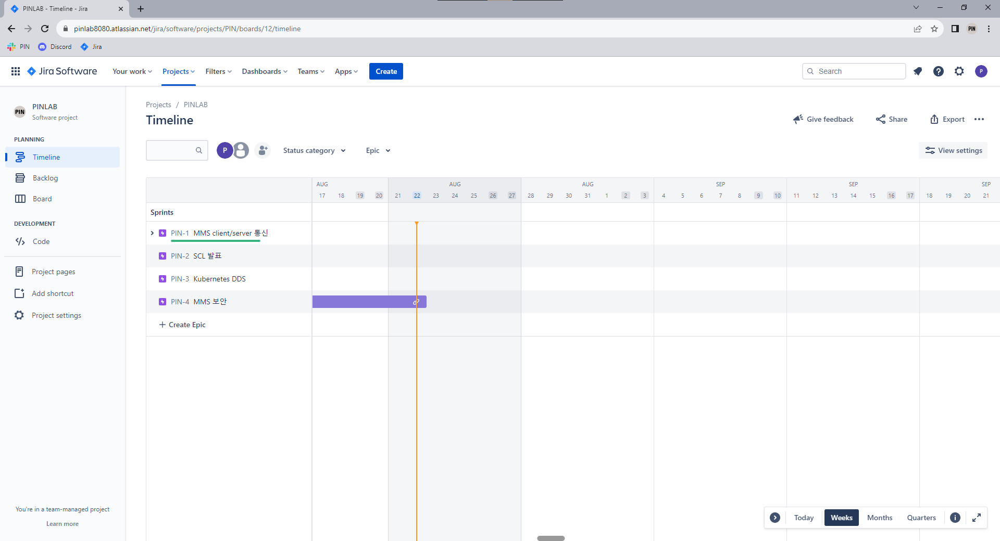 PINLAB - Timeline - Jira
pinlab8080.atlassian.net/jira/software/projects/PIN/boards/12/timeline
PIN
PIN Discord Jira
Jira Software Your work Projects Filters Dashboards Teams Apps Create Search P
PIN PINLAB
Software project
PLANNING
Timeline
Backlog
Board
DEVELOPMENT
Code
Project pages
Add shortcut
Project settings
You're in a team-managed project
Learn more
Projects / PINLAB
Timeline
Give feedback Share Export
P Status category Epic View settings
AUG AUG AUG SEP SEP SEP
17 18 19 20 21 22 23 24 25 26 27 28 29 30 31 1 2 3 4 5 6 7 8 9 10 11 12 13 14 15 16 17 18 19 20 21
Sprints
PIN-1 MMS client/server 통신
PIN-2 SCL 발표
PIN-3 Kubernetes DDS
PIN-4 MMS 보안
Create Epic
Today Weeks Months Quarters